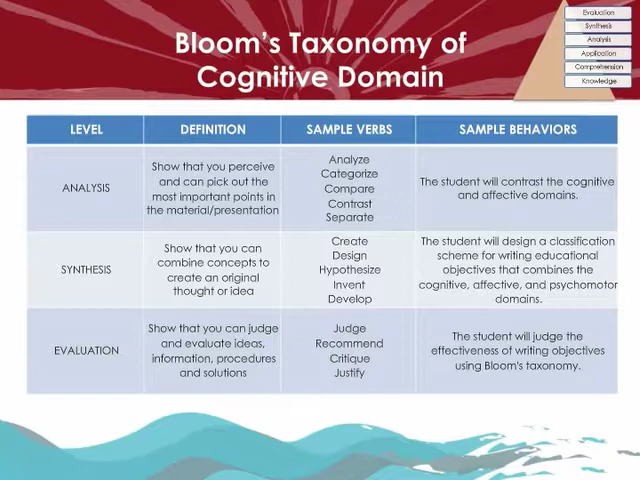 Bloom's Taxonomy of
Cognitive Domain
Evaluation
Synthesis
Analysis
Application
Comprehension
Knowledge
LEVEL
DEFINITION
SAMPLE VERBS
SAMPLE BEHAVIORS
ANALYSIS
Show that you perceive
and can pick out the
most important points in
the material/presentation
Analyze
Categorize
Compare
Contrast
Separate
The student will contrast the cognitive
and affective domains.
SYNTHESIS
Show that you can
combine concepts to
create an original
thought or idea
Create
Design
Hypothesize
Invent
Develop
The student will design a classification
scheme for writing educational
objectives that combines the
cognitive, affective, and psychomotor
domains.
EVALUATION
Show that you can judge
and evaluate ideas,
information, procedures
and solutions
Judge
Recommend
Critique
Justify
The student will judge the
effectiveness of writing objectives
using Bloom's taxonomy.